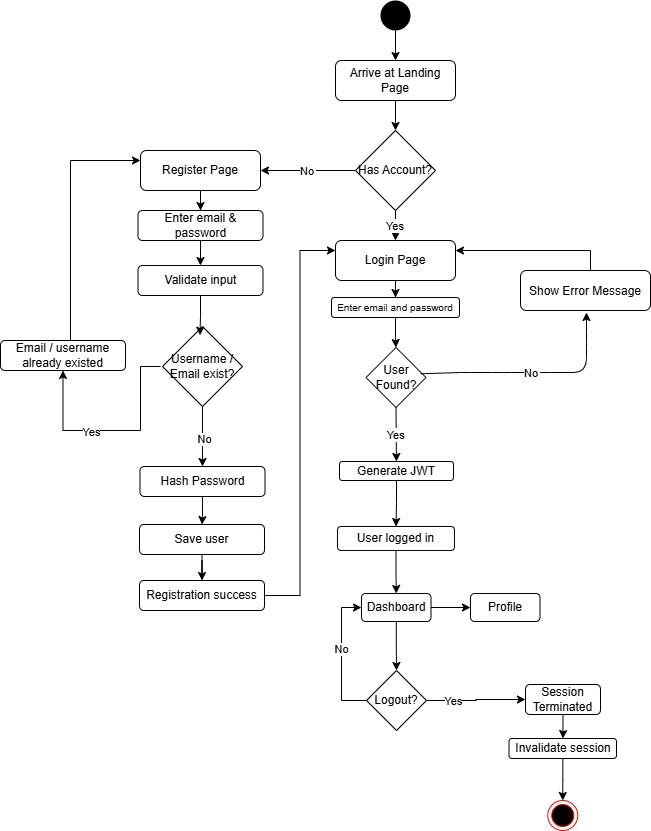 Arrive at Landing
Page
Has Account?
No
Yes
Register Page
Enter email &
password
Validate input
Username /
Email exist?
Yes
Email / username
already existed
No
Hash Password
Save user
Registration success
Login Page
Enter email and password
User
Found?
No
Show Error Message
Yes
Generate JWT
User logged in
Dashboard
Profile
No
Logout?
Yes
Session
Terminated
Invalidate session